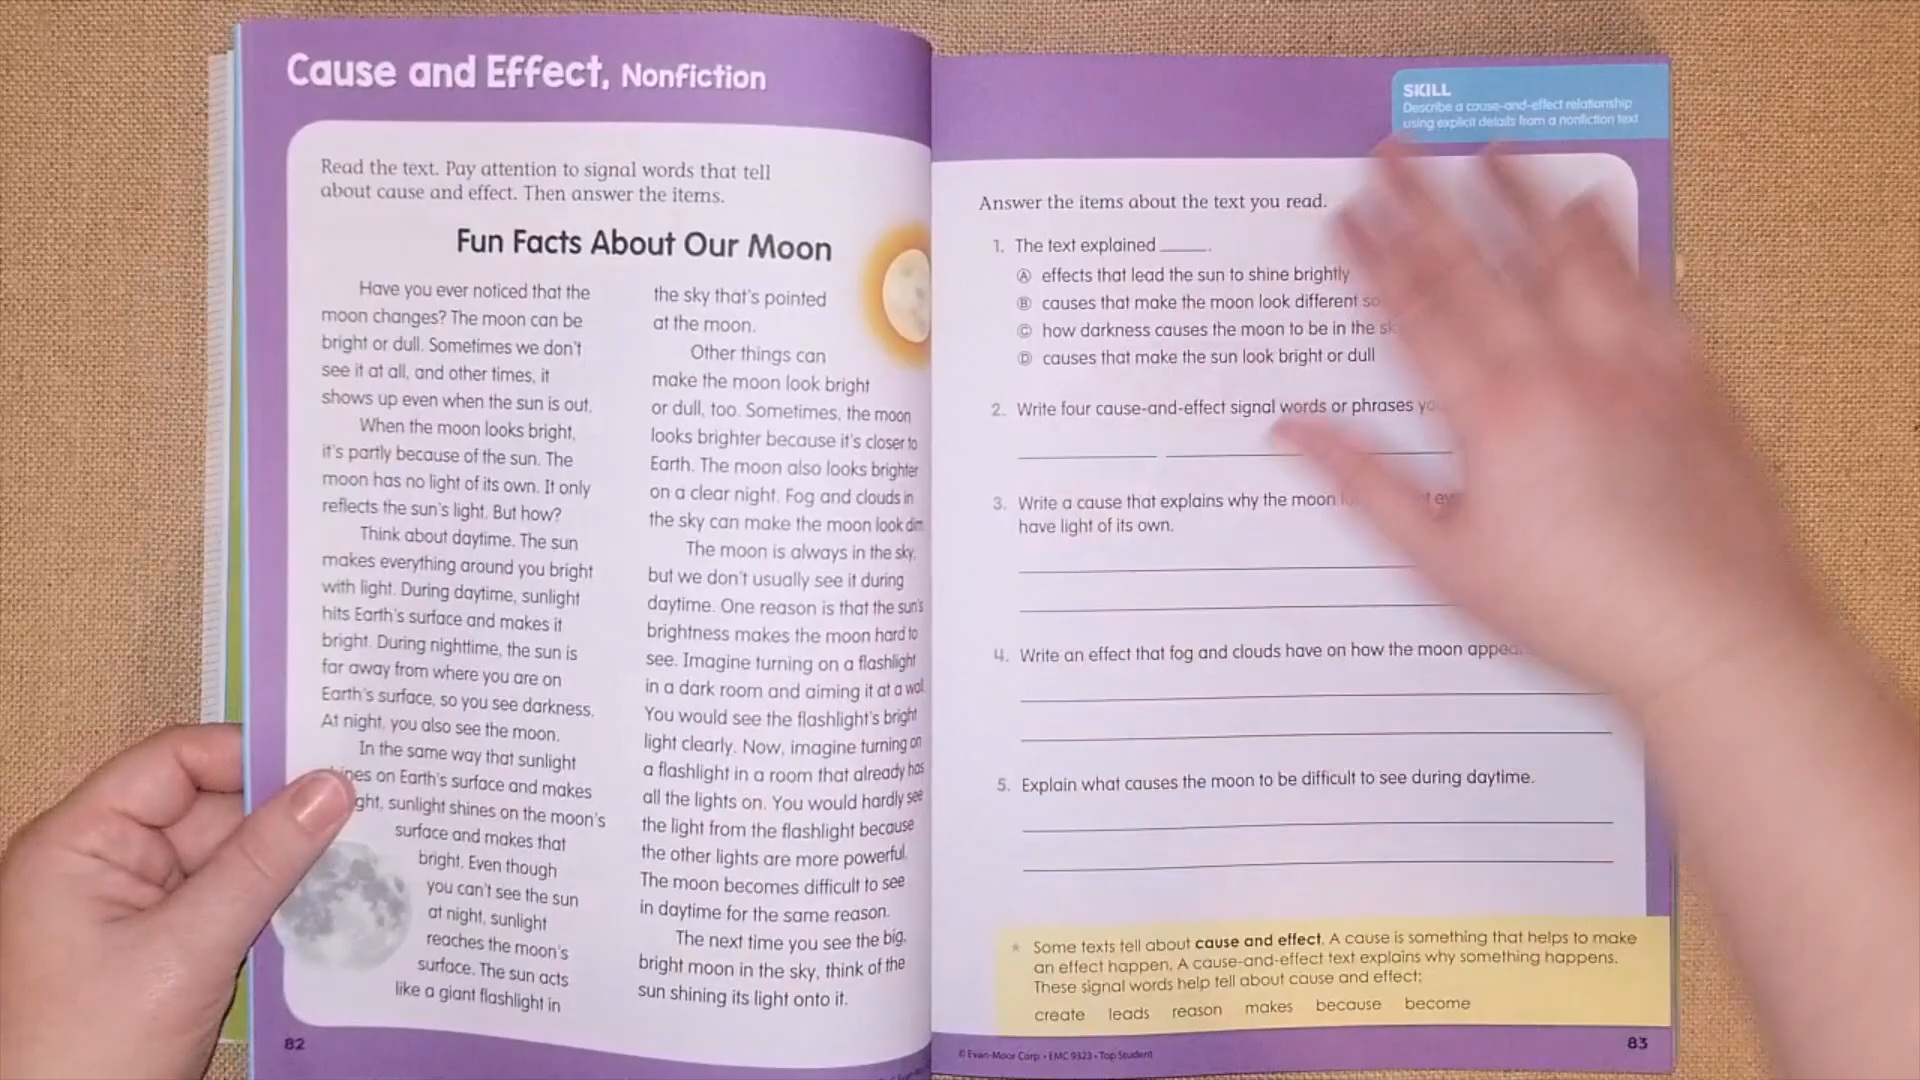 Cause and Effect, Nonfiction
Read the text. Pay attention to signal words that tell
about cause and effect. Then answer the items.
Fun Facts About Our Moon
Have you ever noticed that the
moon changes? The moon can be
bright or dull. Sometimes we don't
see it at all, and other times, it
shows up even when the sun is out.
When the moon looks bright,
it's partly because of the sun. The
moon has no light of its own. It only
reflects the sun's light. But how?
Think about daytime. The sun
makes everything around you bright
with light. During daytime, sunlight
hits Earth's surface and makes it
bright. During nighttime, the sun is
far away from where you are on
Earth's surface, so you see darkness.
At night, you also see the moon.
In the same way that sunlight
on Earth's surface and makes
sunlight shines on the moon's
surface and makes that
bright. Even though
you can't see the sun
at night, sunlight
reaches the moon's
surface. The sun acts
like a giant flashlight in
the sky that's pointed
at the moon.
Other things can
make the moon look bright
or dull, too. Sometimes, the moon
looks brighter because it's closer to
Earth. The moon also looks brighter
on a clear night. Fog and clouds in
the sky can make the moon look dim.
The moon is always in the sky,
but we don't usually see it during
daytime. One reason is that the sun's
brightness makes the moon hard to
see. Imagine turning on a flashlight
in a dark room and aiming it at a wall.
You would see the flashlight's bright
light clearly. Now, imagine turning on
a flashlight in a room that already has
all the lights on. You would hardly see
the light from the flashlight because
the other lights are more powerful.
The moon becomes difficult to see
in daytime for the same reason.
The next time you see the big,
bright moon in the sky, think of the
sun shining its light onto it.
82
SKILL
Describe a cause-and-effect relationship
using explicit details from a nonfiction text
Answer the items about the text you read.
1. The text explained _____.
Ⓐ effects that lead the sun to shine brightly
Ⓑ causes that make the moon look different
Ⓒ how darkness causes the moon to be in the
Ⓓ causes that make the sun look bright or dull
2. Write four cause-and-effect signal words or phrases
3. Write a cause that explains why the moon
have light of its own.
4. Write an effect that fog and clouds have on how the moon
5. Explain what causes the moon to be difficult to see during daytime.
* Some texts tell about cause and effect. A cause is something that helps to make
an effect happen. A cause-and-effect text explains why something happens.
These signal words help tell about cause and effect:
create leads reason makes because become
© Evan-Moor Corp. • EMC 9323 • Top Student
83